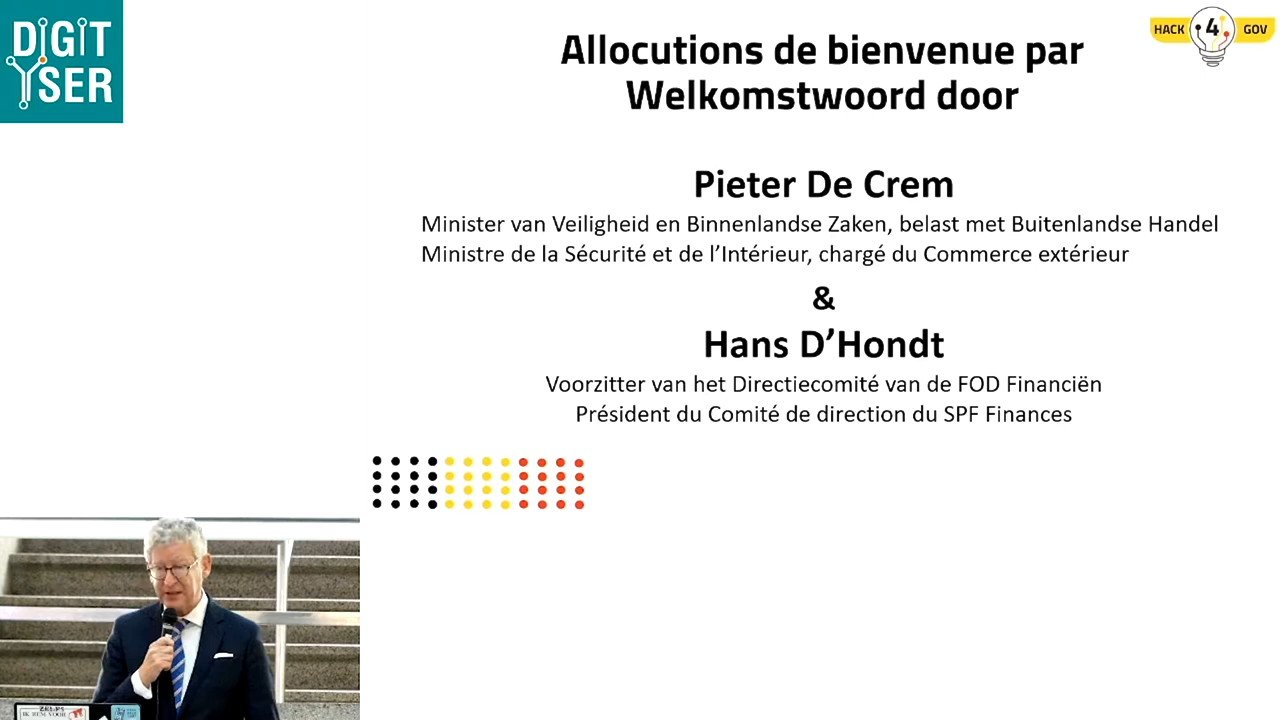 DIGIT
YSER
HACK
4
GOV
Allocutions de bienvenue par
Welkomstwoord door
Pieter De Crem
Minister van Veiligheid en Binnenlandse Zaken, belast met Buitenlandse Handel
Ministre de la Sécurité et de l’Intérieur, chargé du Commerce extérieur
&
Hans D’Hondt
Voorzitter van het Directiecomité van de FOD Financiën
Président du Comité de direction du SPF Finances